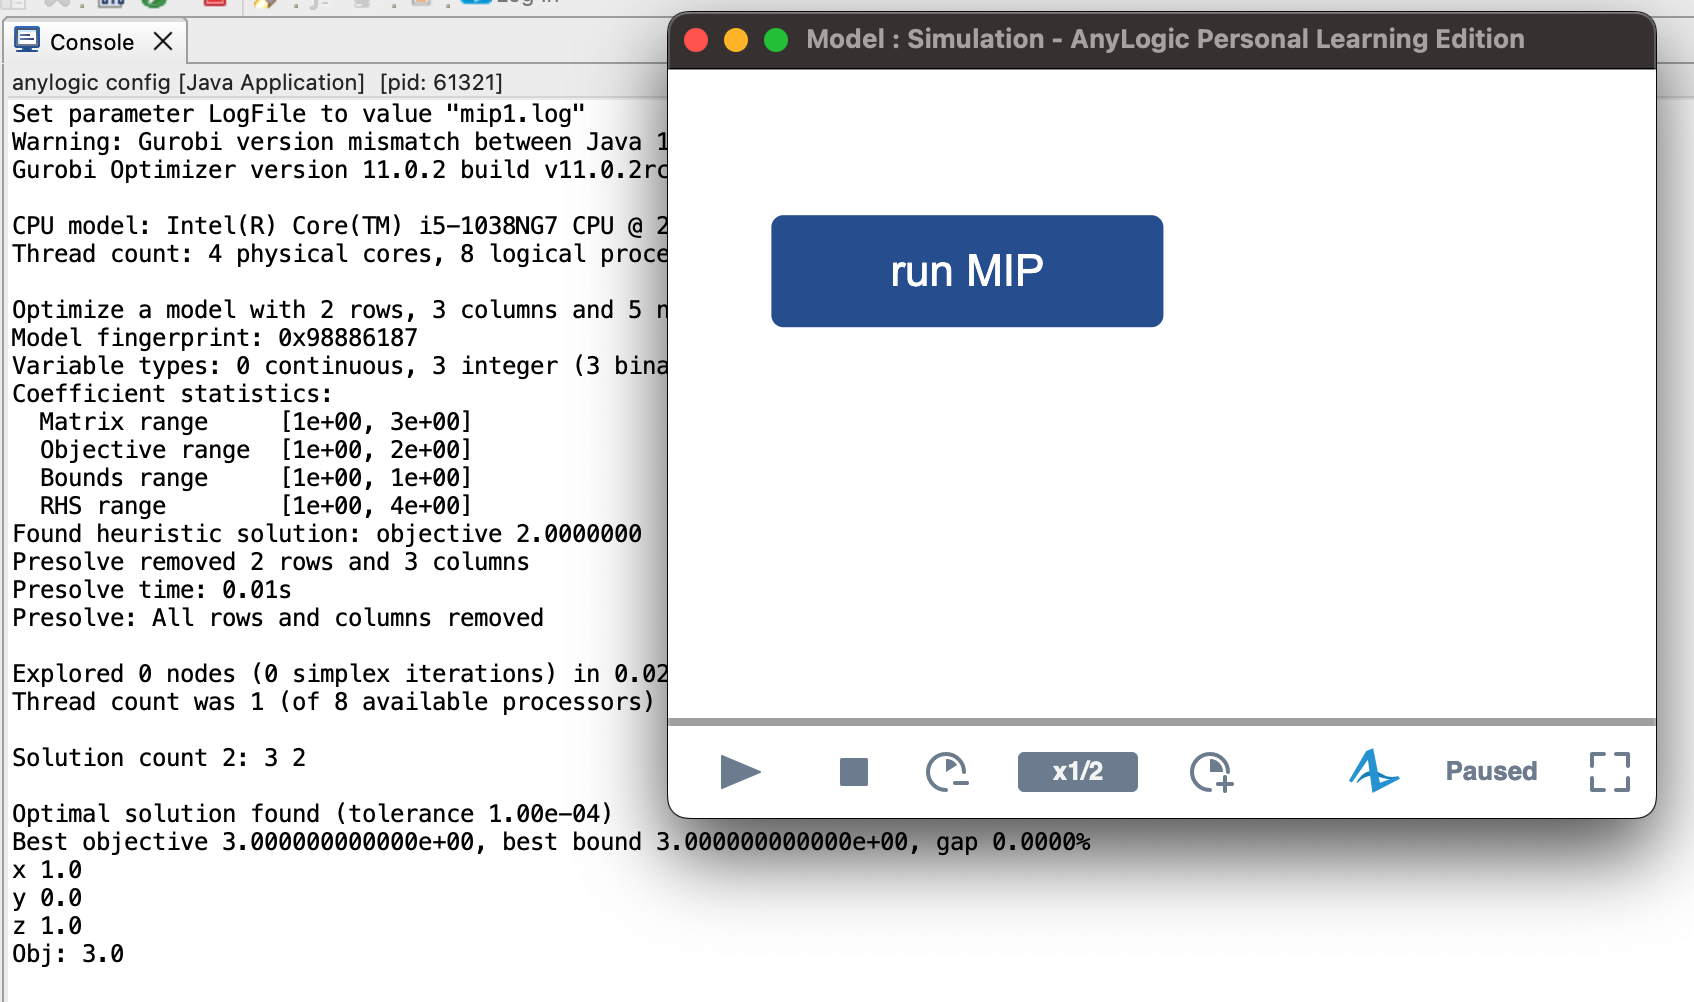 Console
anylogic config [Java Application] [pid: 61321]
Set parameter LogFile to value "mip1.log"
Warning: Gurobi version mismatch between Java 1
Gurobi Optimizer version 11.0.2 build v11.0.2rc
CPU model: Intel(R) Core(TM) i5-1038NG7 CPU @ 2
Thread count: 4 physical cores, 8 logical proce
Optimize a model with 2 rows, 3 columns and 5 n
Model fingerprint: 0x98886187
Variable types: 0 continuous, 3 integer (3 bina
Coefficient statistics:
Matrix range [1e+00, 3e+00]
Objective range [1e+00, 2e+00]
Bounds range [1e+00, 1e+00]
RHS range [1e+00, 4e+00]
Found heuristic solution: objective 2.0000000
Presolve removed 2 rows and 3 columns
Presolve time: 0.01s
Presolve: All rows and columns removed
Explored 0 nodes (0 simplex iterations) in 0.02
Thread count was 1 (of 8 available processors)
Solution count 2: 3 2
Optimal solution found (tolerance 1.00e-04)
Best objective 3.000000000000e+00, best bound 3.000000000000e+00, gap 0.0000%
x 1.0
y 0.0
z 1.0
Obj: 3.0
Model : Simulation - AnyLogic Personal Learning Edition
run MIP
x1/2
Paused